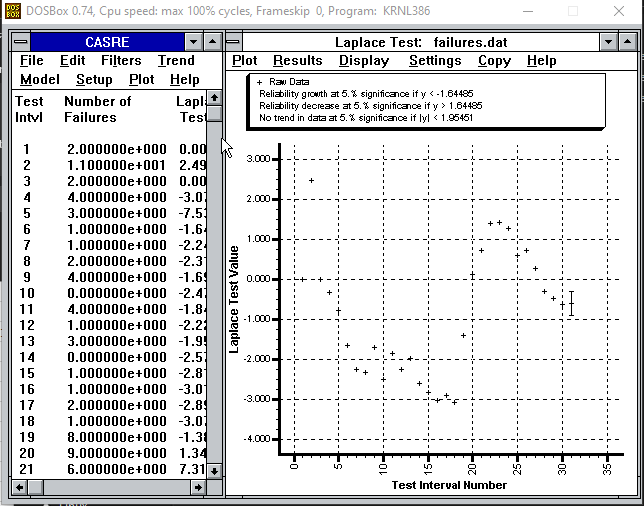 DOSBox 0.74, Cpu speed: max 100% cycles, Frameskip 0, Program: KRNL386
CASRE
File Edit Filters Trend
Model Setup Plot Help
Test Number of Lapl
Intvl Failures Test
1 2.000000e+000 0.00
2 1.100000e+001 2.49
3 2.000000e+000 0.00
4 4.000000e+000 -3.07
5 3.000000e+000 -7.53
6 1.000000e+000 -1.64
7 1.000000e+000 -2.24
8 2.000000e+000 -2.37
9 4.000000e+000 -1.69
10 0.000000e+000 -2.47
11 4.000000e+000 -1.84
12 1.000000e+000 -2.22
13 3.000000e+000 -1.95
14 0.000000e+000 -2.57
15 1.000000e+000 -2.87
16 1.000000e+000 -3.07
17 2.000000e+000 -2.89
18 1.000000e+000 -3.07
19 8.000000e+000 -1.38
20 9.000000e+000 1.34
21 6.000000e+000 7.31
Laplace Test: failures.dat
Plot Results Display Settings Copy Help
+ Raw Data
Reliability growth at 5.% significance if y < -1.64485
Reliability decrease at 5.% significance if y > 1.64485
No trend in data at 5.% significance if |y| < 1.95451
Laplace Test Value
3.000
2.000
1.000
0.000
-1.000
-2.000
-3.000
-4.000
0 5 10 15 20 25 30 35
Test Interval Number